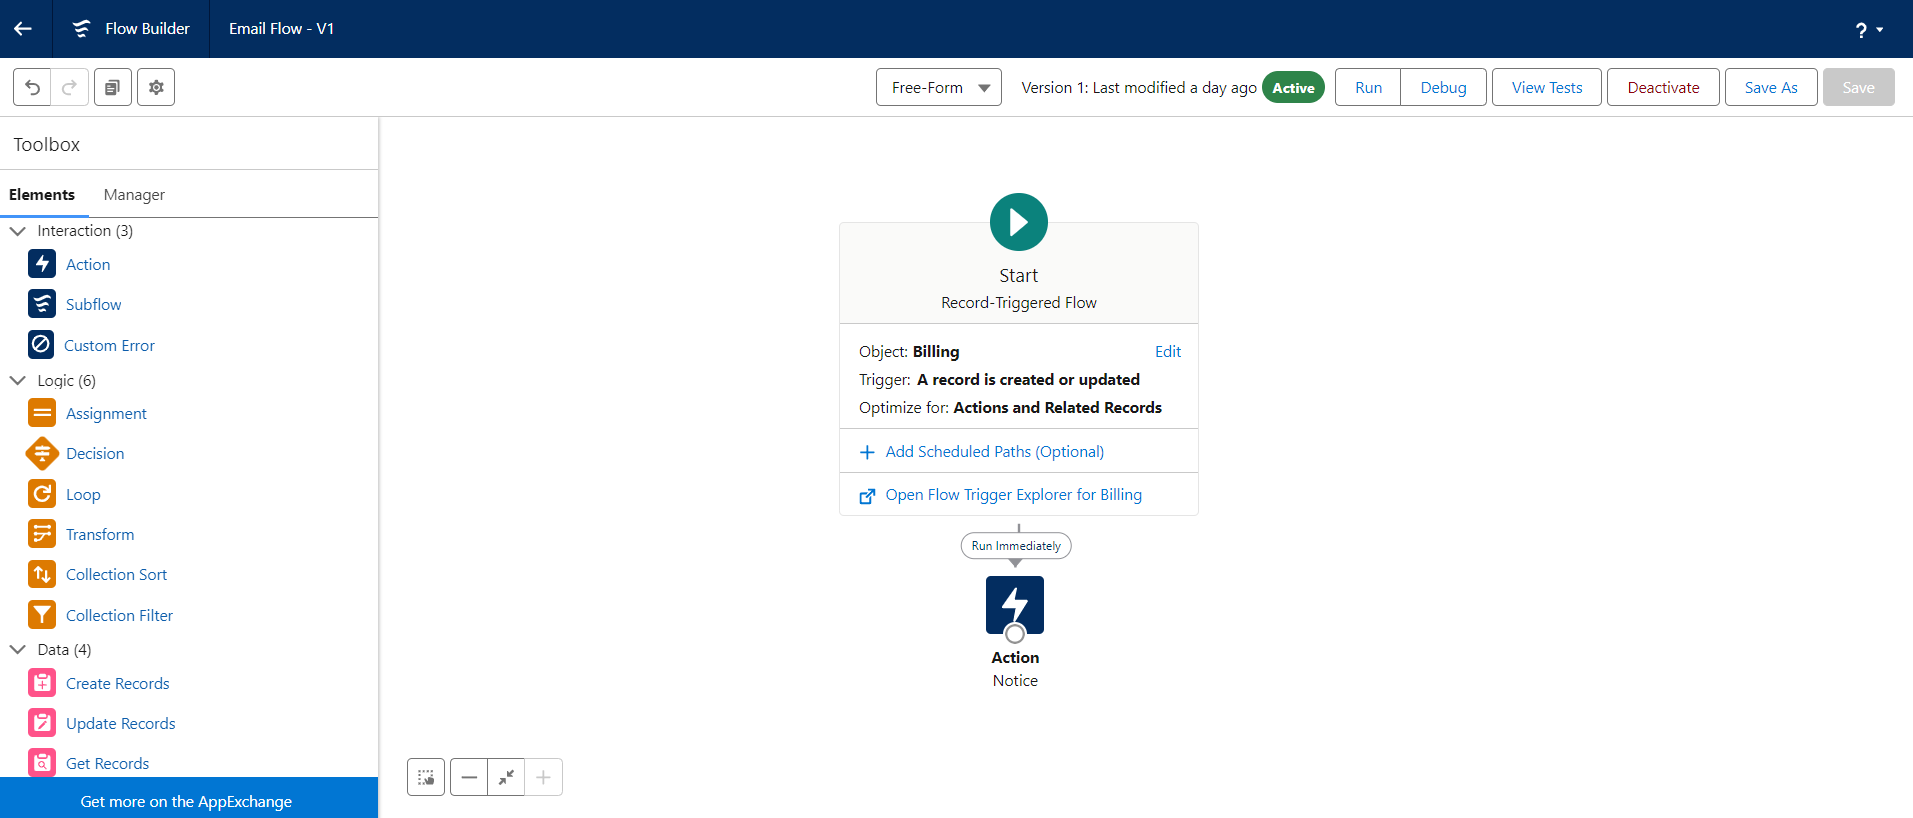 Flow Builder
Email Flow - V1
?
Free-Form
Version 1: Last modified a day ago
Active
Run
Debug
View Tests
Deactivate
Save As
Save
Toolbox
Elements
Manager
Interaction (3)
Action
Subflow
Custom Error
Logic (6)
Assignment
Decision
Loop
Transform
Collection Sort
Collection Filter
Data (4)
Create Records
Update Records
Get Records
Get more on the AppExchange
Start
Record-Triggered Flow
Object: Billing
Edit
Trigger: A record is created or updated
Optimize for: Actions and Related Records
Add Scheduled Paths (Optional)
Open Flow Trigger Explorer for Billing
Run Immediately
Action
Notice